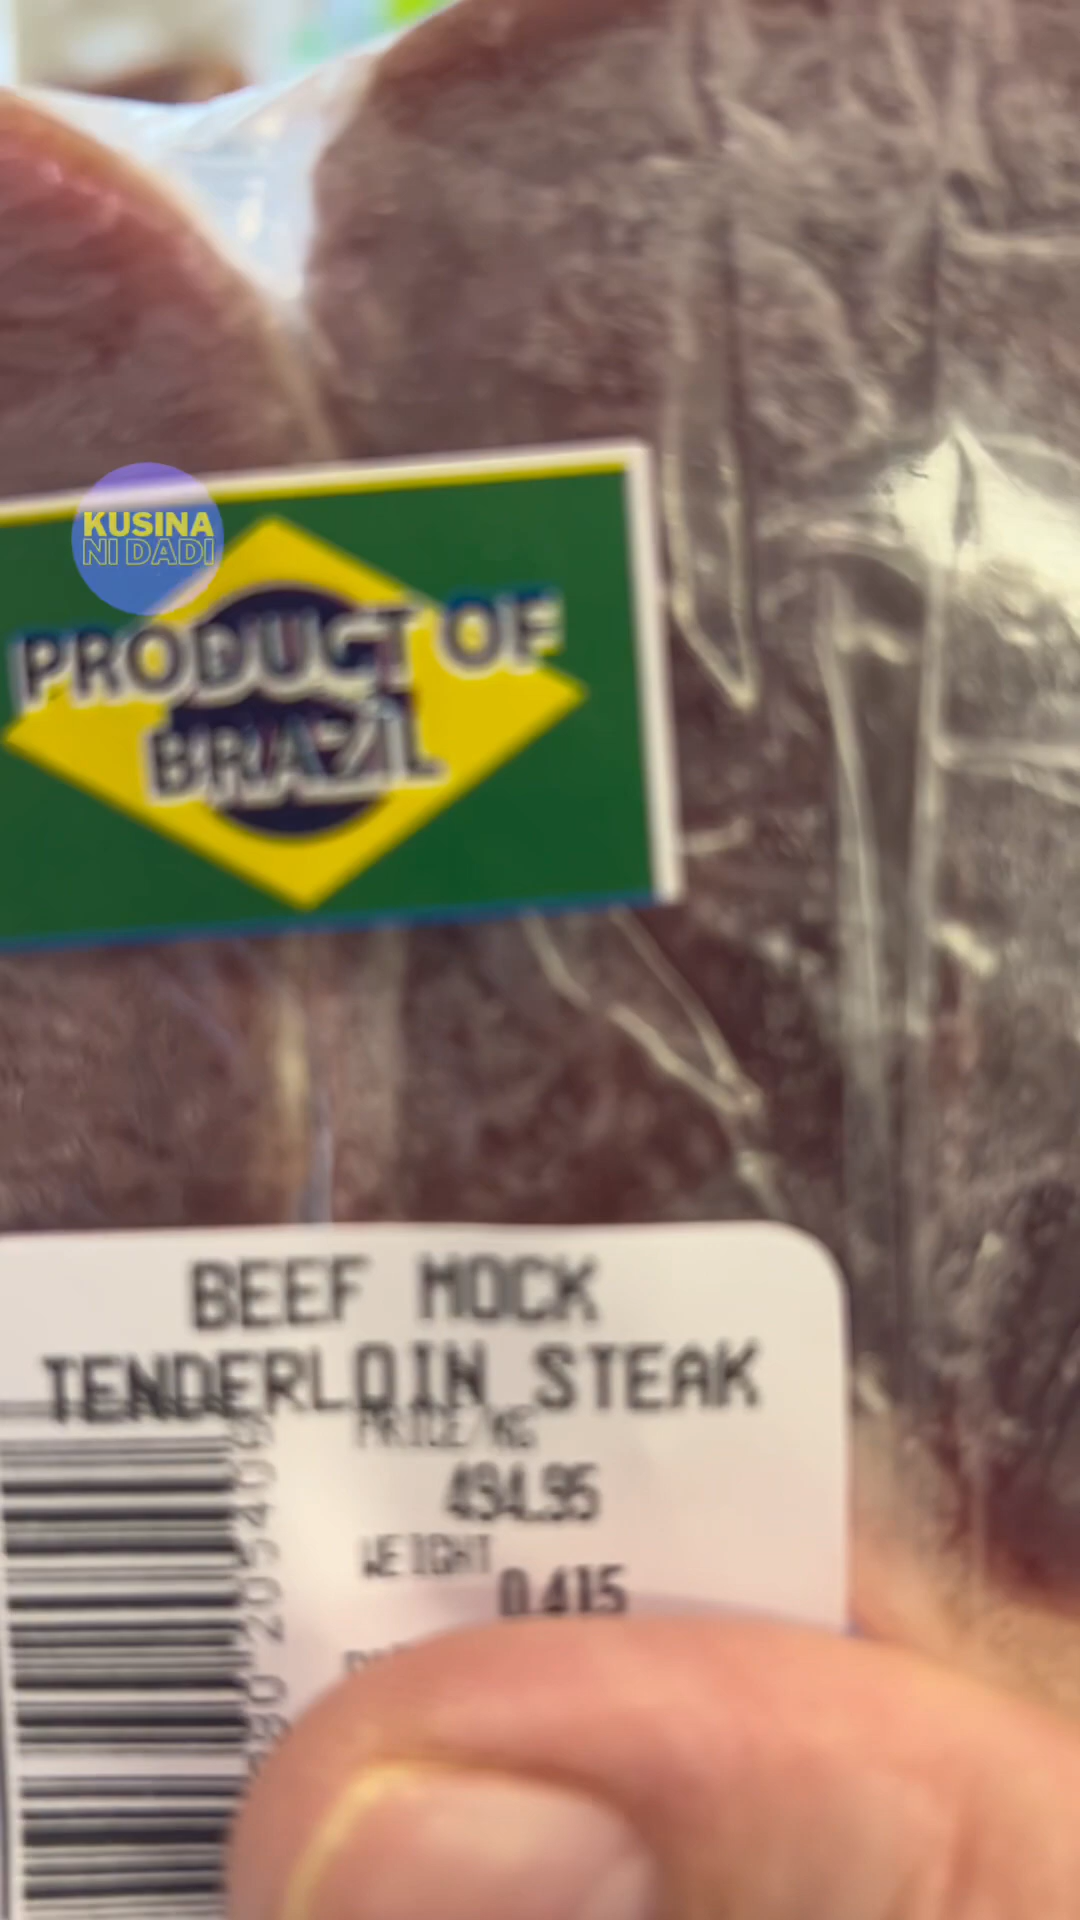 KUSINA
NI DADI
PRODUCT OF
BRAZIL
BEEF MOCK
TENDERLOIN STEAK
PRICE/KG
494.95
WEIGHT
0.415